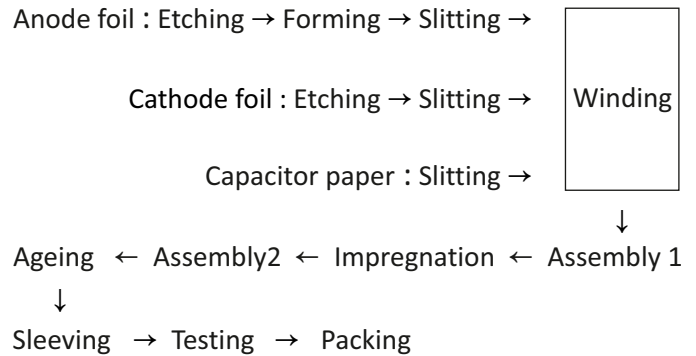 Anode foil : Etching → Forming → Slitting →
Cathode foil : Etching → Slitting → Winding
Capacitor paper : Slitting →
↓
Ageing ← Assembly2 ← Impregnation ← Assembly 1
↓
Sleeving → Testing → Packing